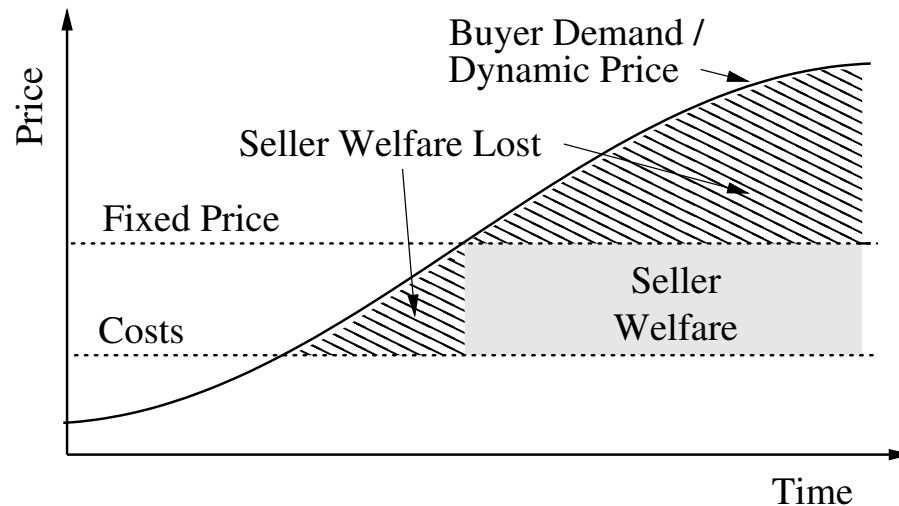 Buyer Demand /
Dynamic Price
Price
Seller Welfare Lost
Fixed Price
Seller
Welfare
Costs
Time